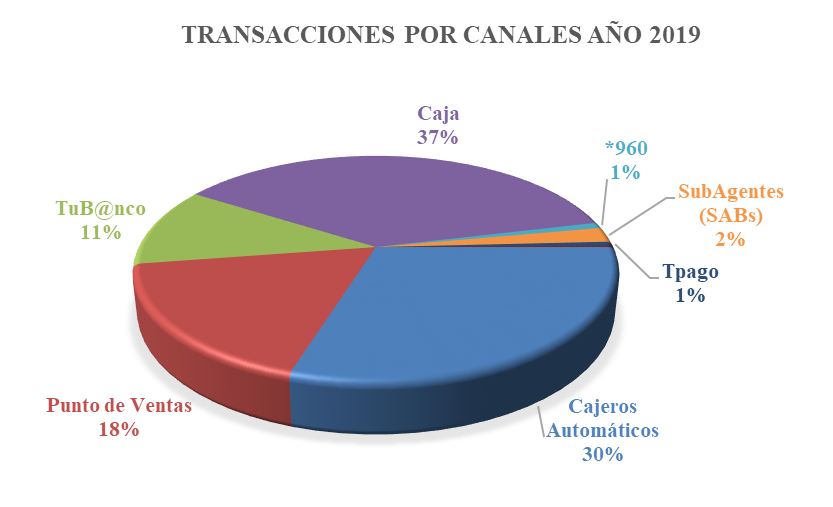 TRANSACCIONES POR CANALES AÑO 2019
Caja
37%
*960
1%
SubAgentes
(SABs)
2%
TuB@nco
11%
Tpago
1%
Punto de Ventas
18%
Cajeros
Automáticos
30%